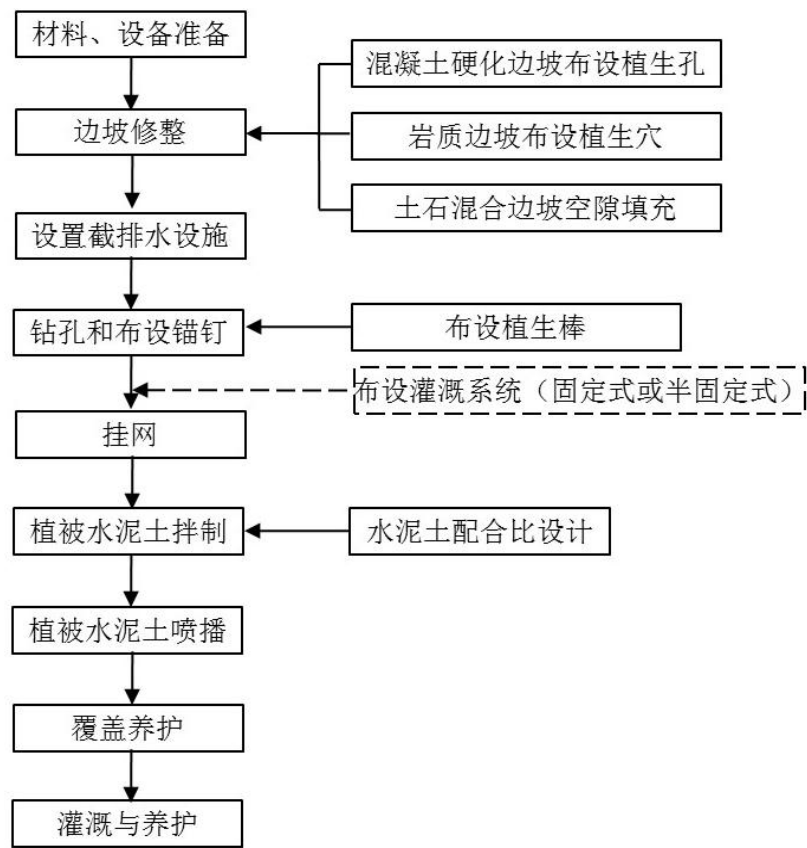 材料、设备准备
混凝土硬化边坡布设植生孔
边坡修整
岩质边坡布设植生穴
土石混合边坡空隙填充
设置截排水设施
钻孔和布设锚钉
布设植生棒
布设灌溉系统（固定式或半固定式）
挂网
植被水泥土拌制
水泥土配合比设计
植被水泥土喷播
覆盖养护
灌溉与养护